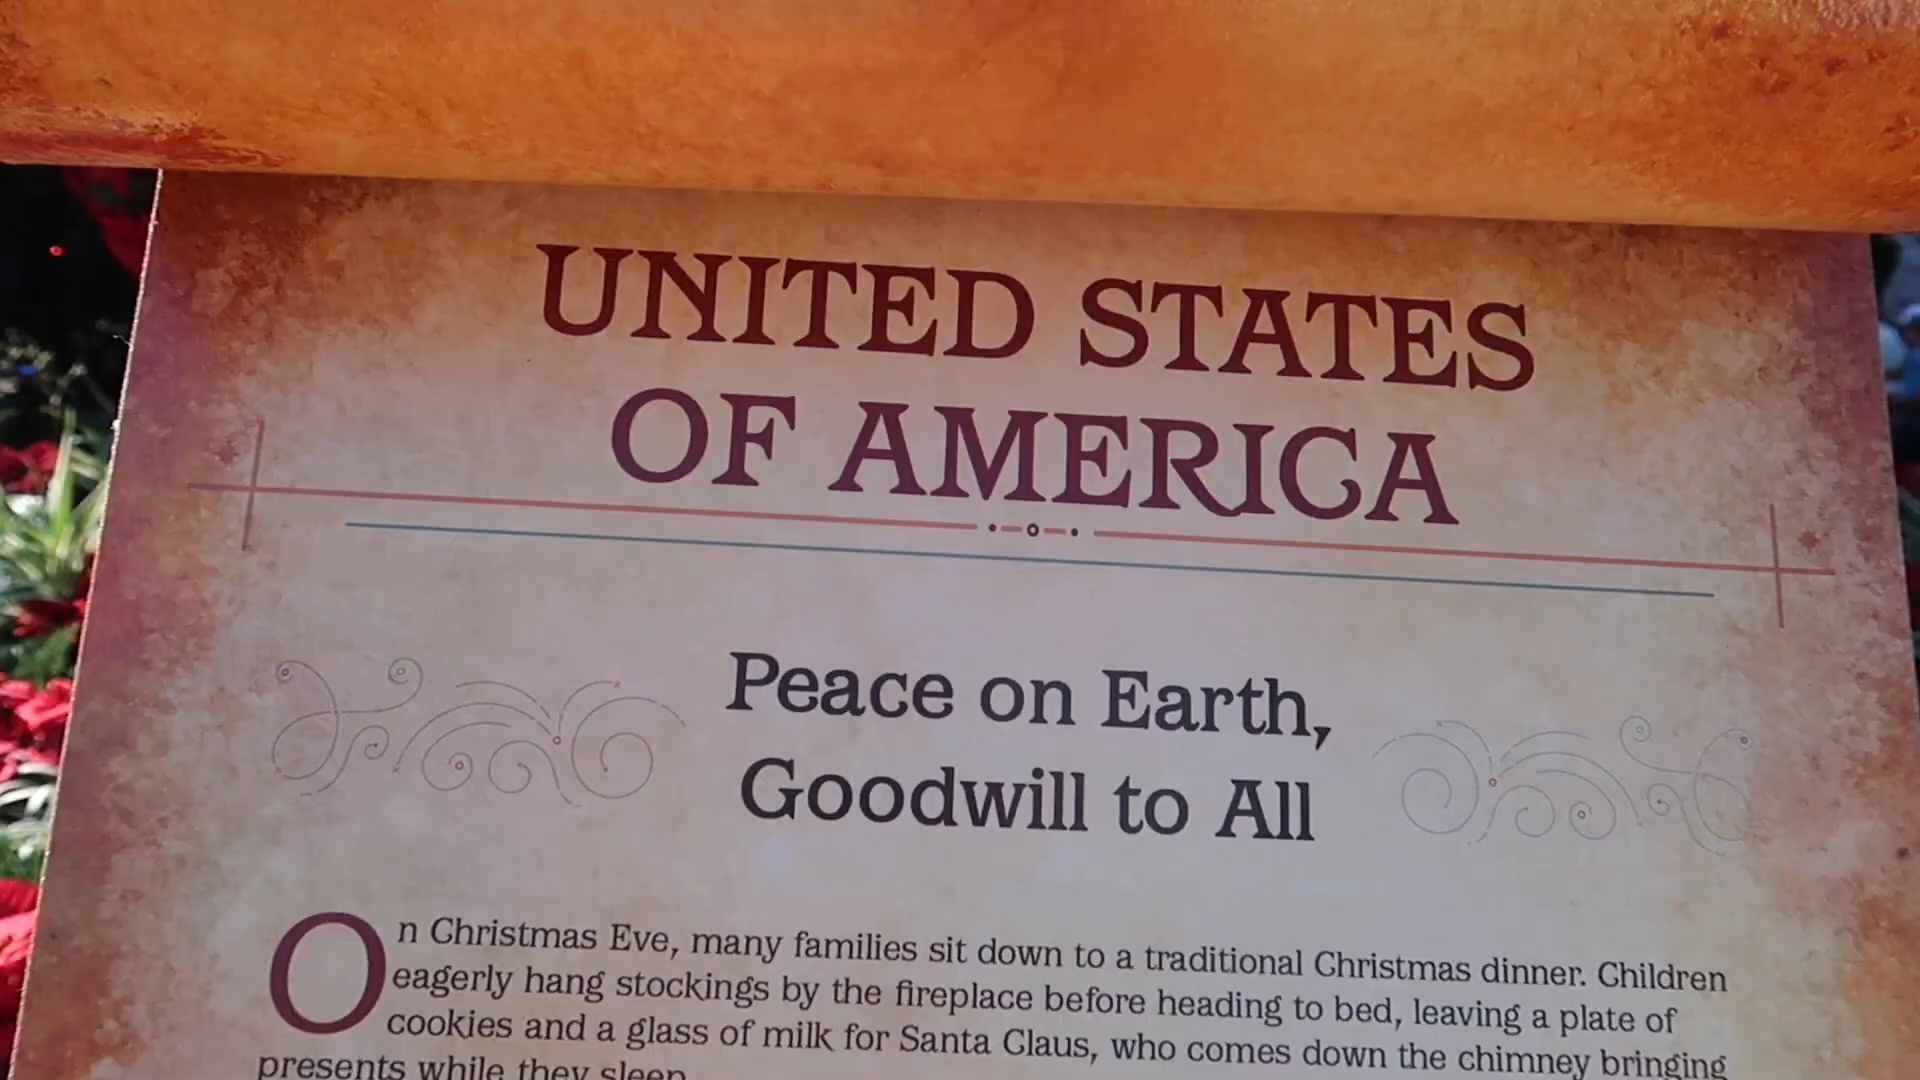 UNITED STATES
OF AMERICA
Peace on Earth,
Goodwill to All
On Christmas Eve, many families sit down to a traditional Christmas dinner. Children
eagerly hang stockings by the fireplace before heading to bed, leaving a plate of
cookies and a glass of milk for Santa Claus, who comes down the chimney bringing
presents while they sleep